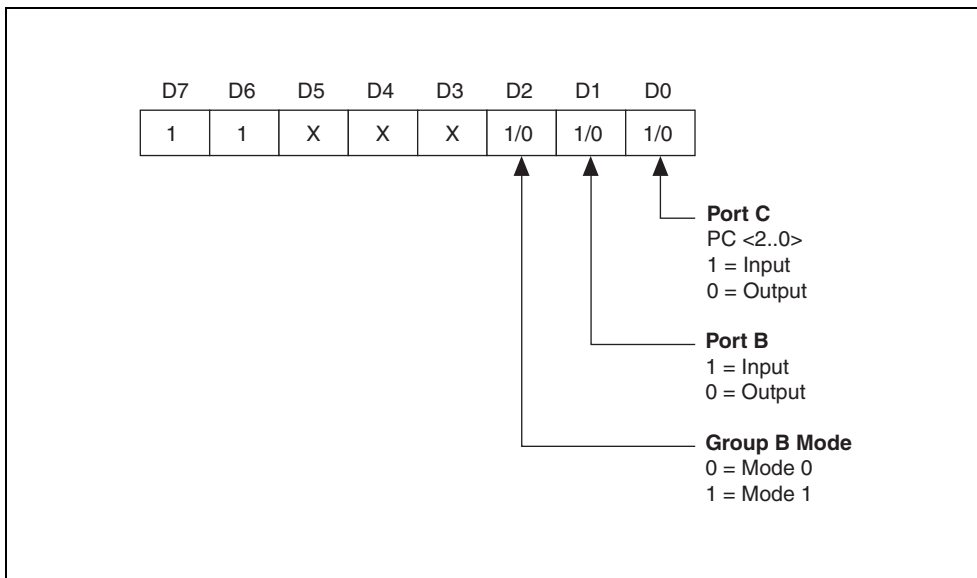 D7 D6 D5 D4 D3 D2 D1 D0
1 1 X X X 1/0 1/0 1/0
Port C
PC <2..0>
1 = Input
0 = Output
Port B
1 = Input
0 = Output
Group B Mode
0 = Mode 0
1 = Mode 1